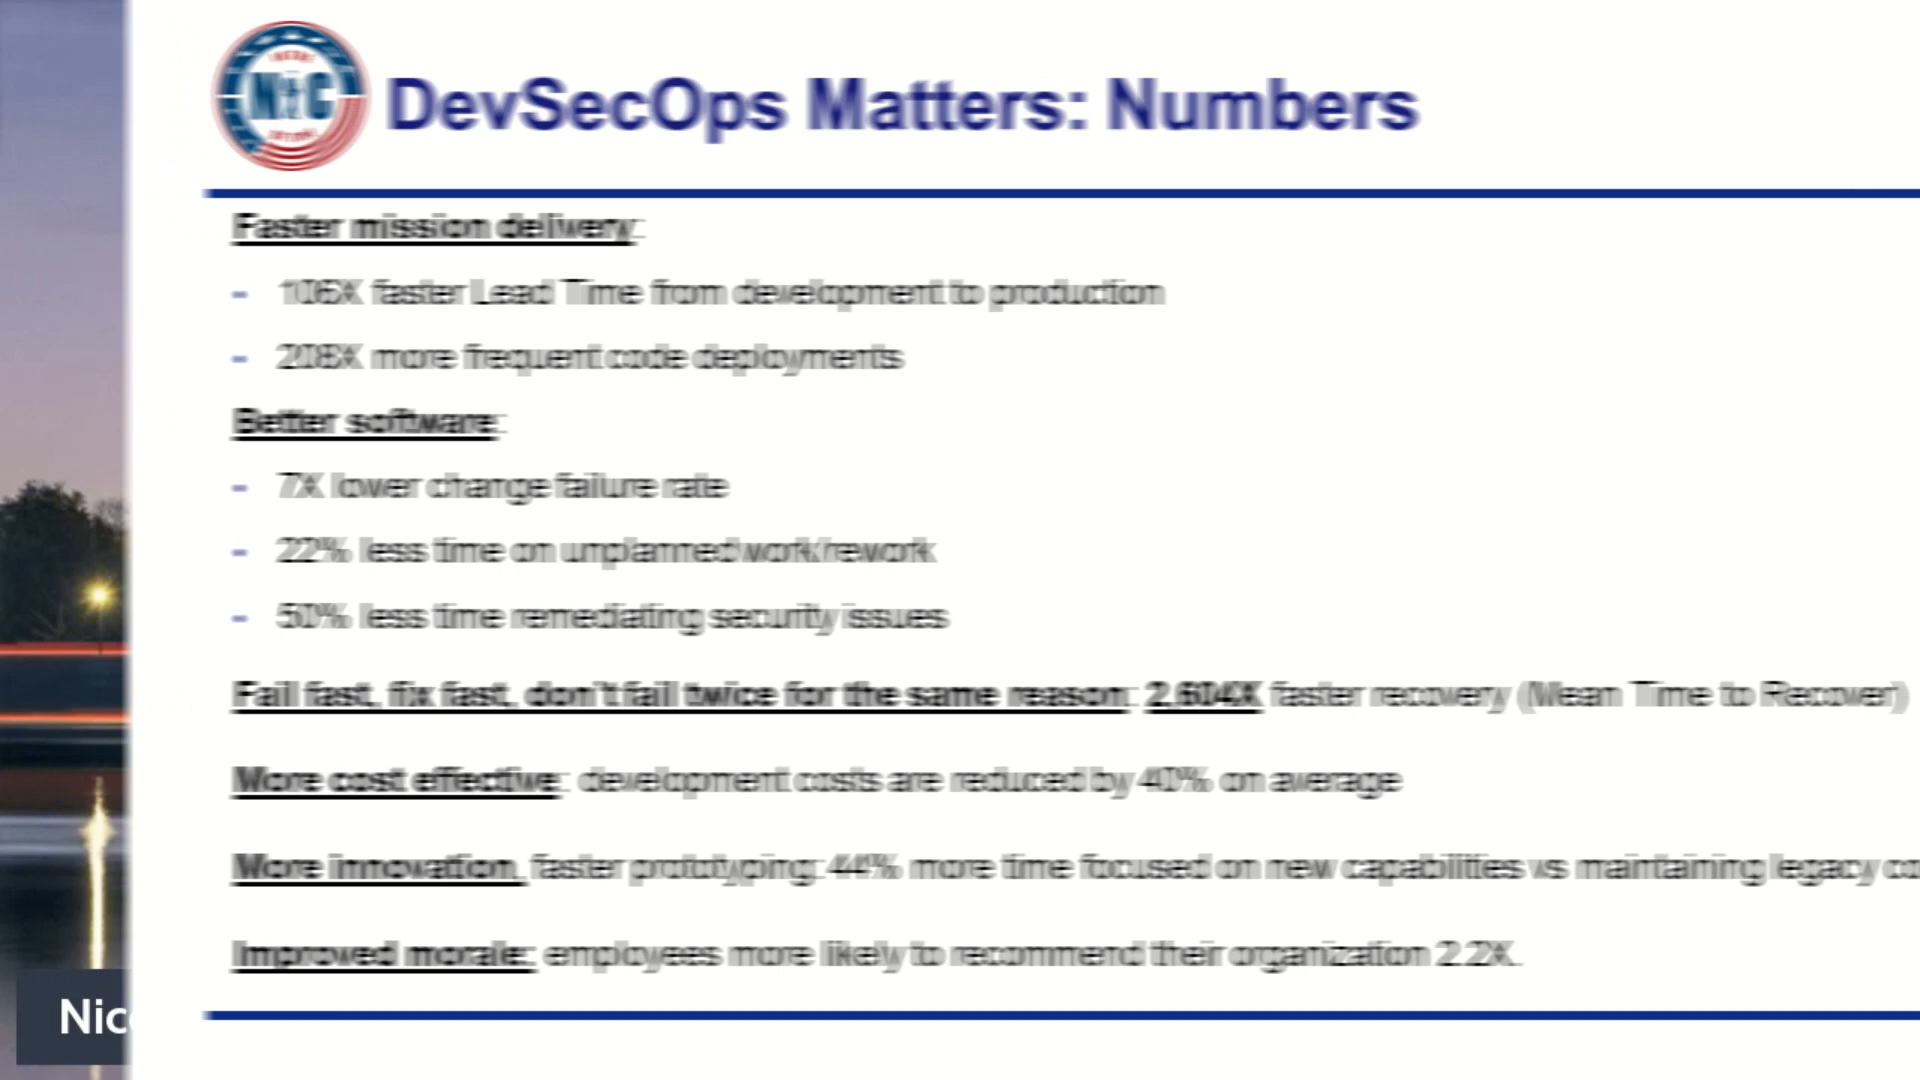 DevSecOps Matters: Numbers
Faster mission delivery:
- 106X faster Lead Time from development to production
- 208X more frequent code deployments
Better software:
- 7X lower change failure rate
- 22% less time on unplanned work/rework
- 50% less time remediating security issues
Fail fast, fix fast, don't fail twice for the same reason: 2,604X faster recovery (Mean Time to Recover)
More cost effective: development costs are reduced by 40% on average
More innovation, faster prototyping: 44% more time focused on new capabilities vs maintaining legacy co
Improved morale: employees more likely to recommend their organization 2.2X.
Nic